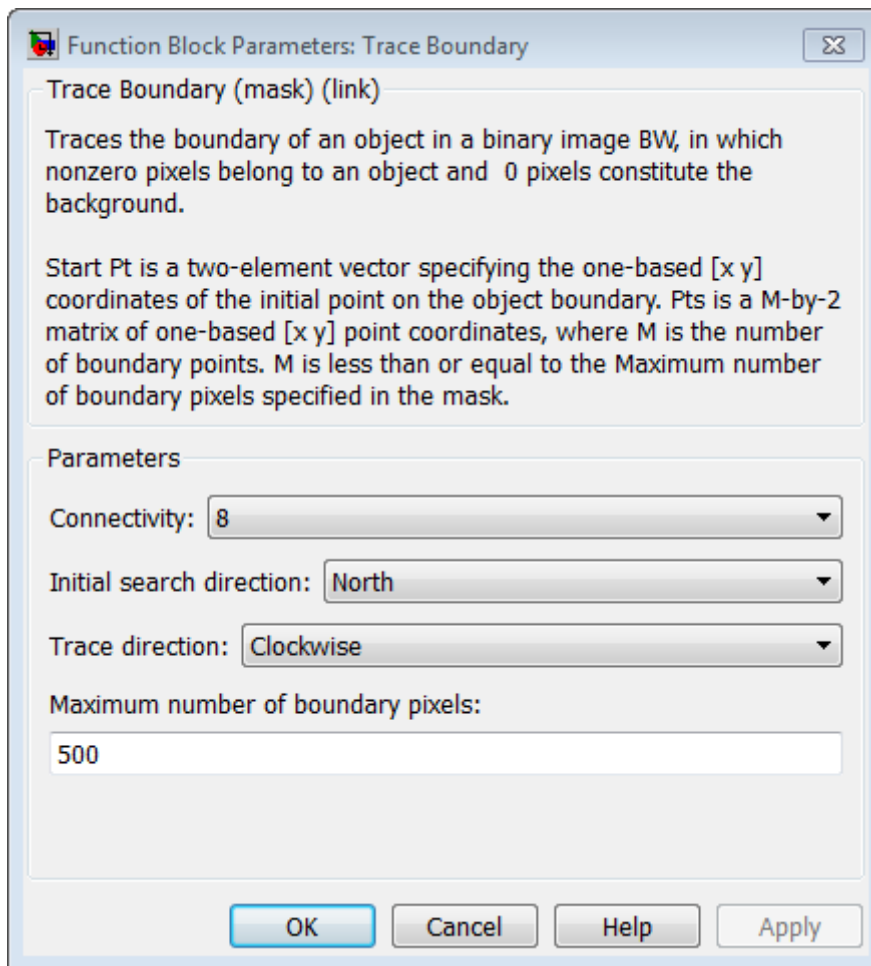 Function Block Parameters: Trace Boundary
Trace Boundary (mask) (link)
Traces the boundary of an object in a binary image BW, in which
nonzero pixels belong to an object and  0 pixels constitute the
background.
Start Pt is a two-element vector specifying the one-based [x y]
coordinates of the initial point on the object boundary. Pts is a M-by-2
matrix of one-based [x y] point coordinates, where M is the number
of boundary points. M is less than or equal to the Maximum number
of boundary pixels specified in the mask.
Parameters
Connectivity: 8
Initial search direction: North
Trace direction: Clockwise
Maximum number of boundary pixels:
500
OK Cancel Help Apply